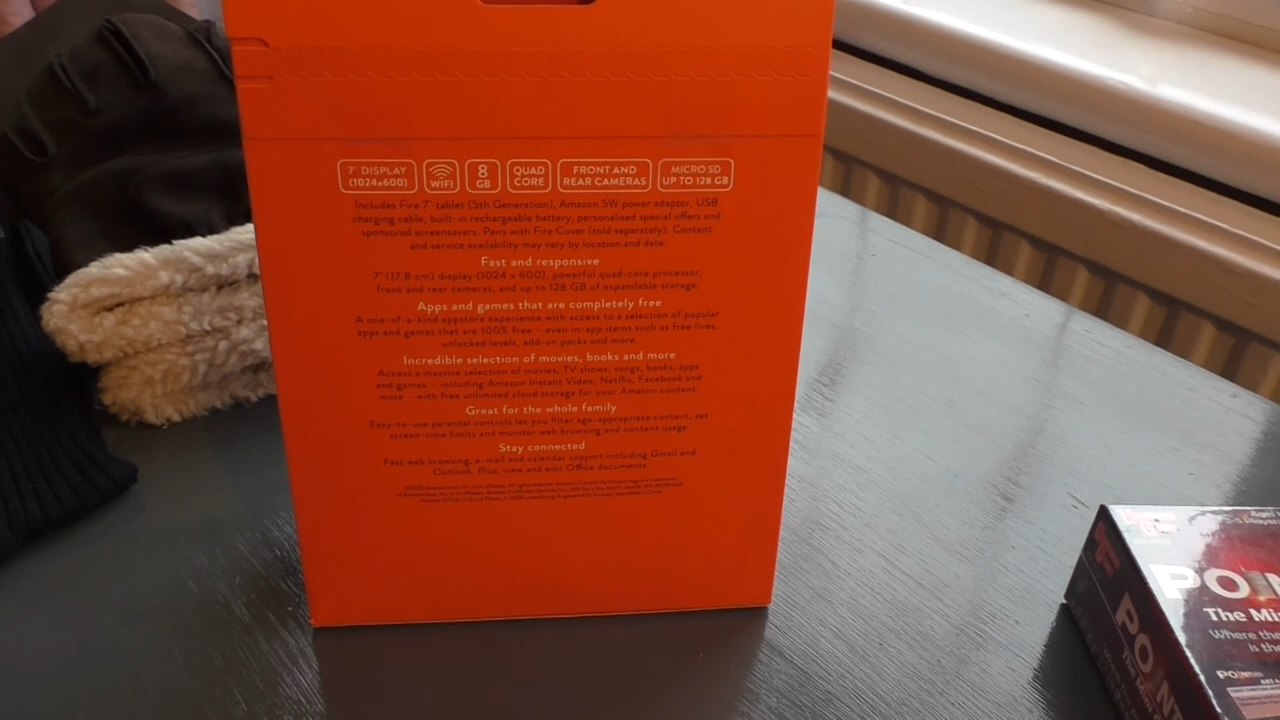 7" DISPLAY
(1024x600)
WIFI
8
GB
QUAD
CORE
FRONT AND
REAR CAMERAS
MICRO SD
UP TO 128 GB
Includes Fire 7" tablet (5th Generation), Amazon 5W power adaptor, USB
charging cable, built-in rechargeable battery, personalised special offers and
sponsored screensavers. Pairs with Fire Cover (sold separately). Content
and service availability may vary by location and date.
Fast and responsive
7" (17.8 cm) display (1024 x 600), powerful quad-core processor,
front and rear cameras, and up to 128 GB of expandable storage.
Apps and games that are completely free
A one-of-a-kind appstore experience with access to a selection of popular
apps and games that are 100% free – even in-app items such as free lives,
unlocked levels, add-on packs and more.
Incredible selection of movies, books and more
Access a massive selection of movies, TV shows, songs, books, apps
and games – including Amazon Instant Video, Netflix, Facebook and
more – with free unlimited cloud storage for your Amazon content.
Great for the whole family
Easy-to-use parental controls let you filter age-appropriate content, set
screen-time limits and monitor web browsing and content usage.
Stay connected
Fast web browsing, e-mail and calendar support including Gmail and
Outlook. Plus, view and edit Office documents.
Ages
2-5 Player
The
Where the
is the
POINT